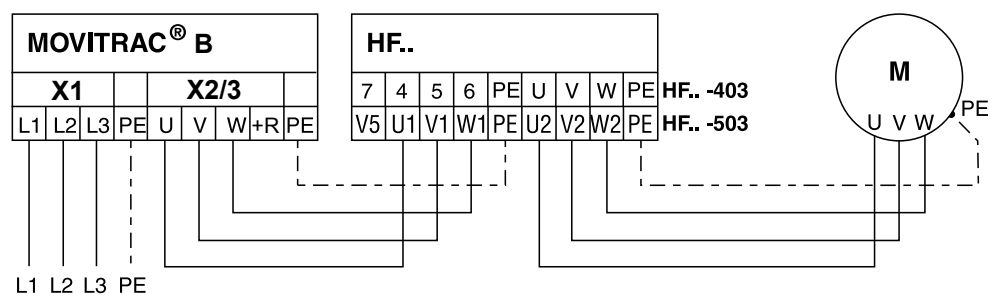 MOVITRAC® B
X1 X2/3
L1 L2 L3 PE U V W +R PE
L1 L2 L3 PE
HF..
7 4 5 6 PE U V W PE HF.. -403
V5 U1 V1 W1 PE U2 V2 W2 PE HF.. -503
M
U V W PE